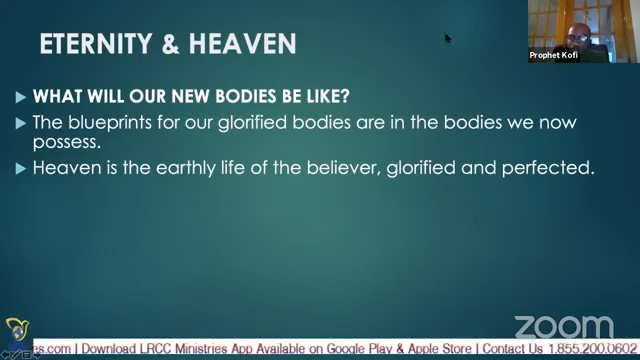 ETERNITY & HEAVEN
Prophet Kofi
WHAT WILL OUR NEW BODIES BE LIKE?
The blueprints for our glorified bodies are in the bodies we now
possess.
Heaven is the earthly life of the believer, glorified and perfected.
zoom
es.com | Download LRCC Ministries App Available on Google Play & Apple Store | Contact Us 1.855.200.0602